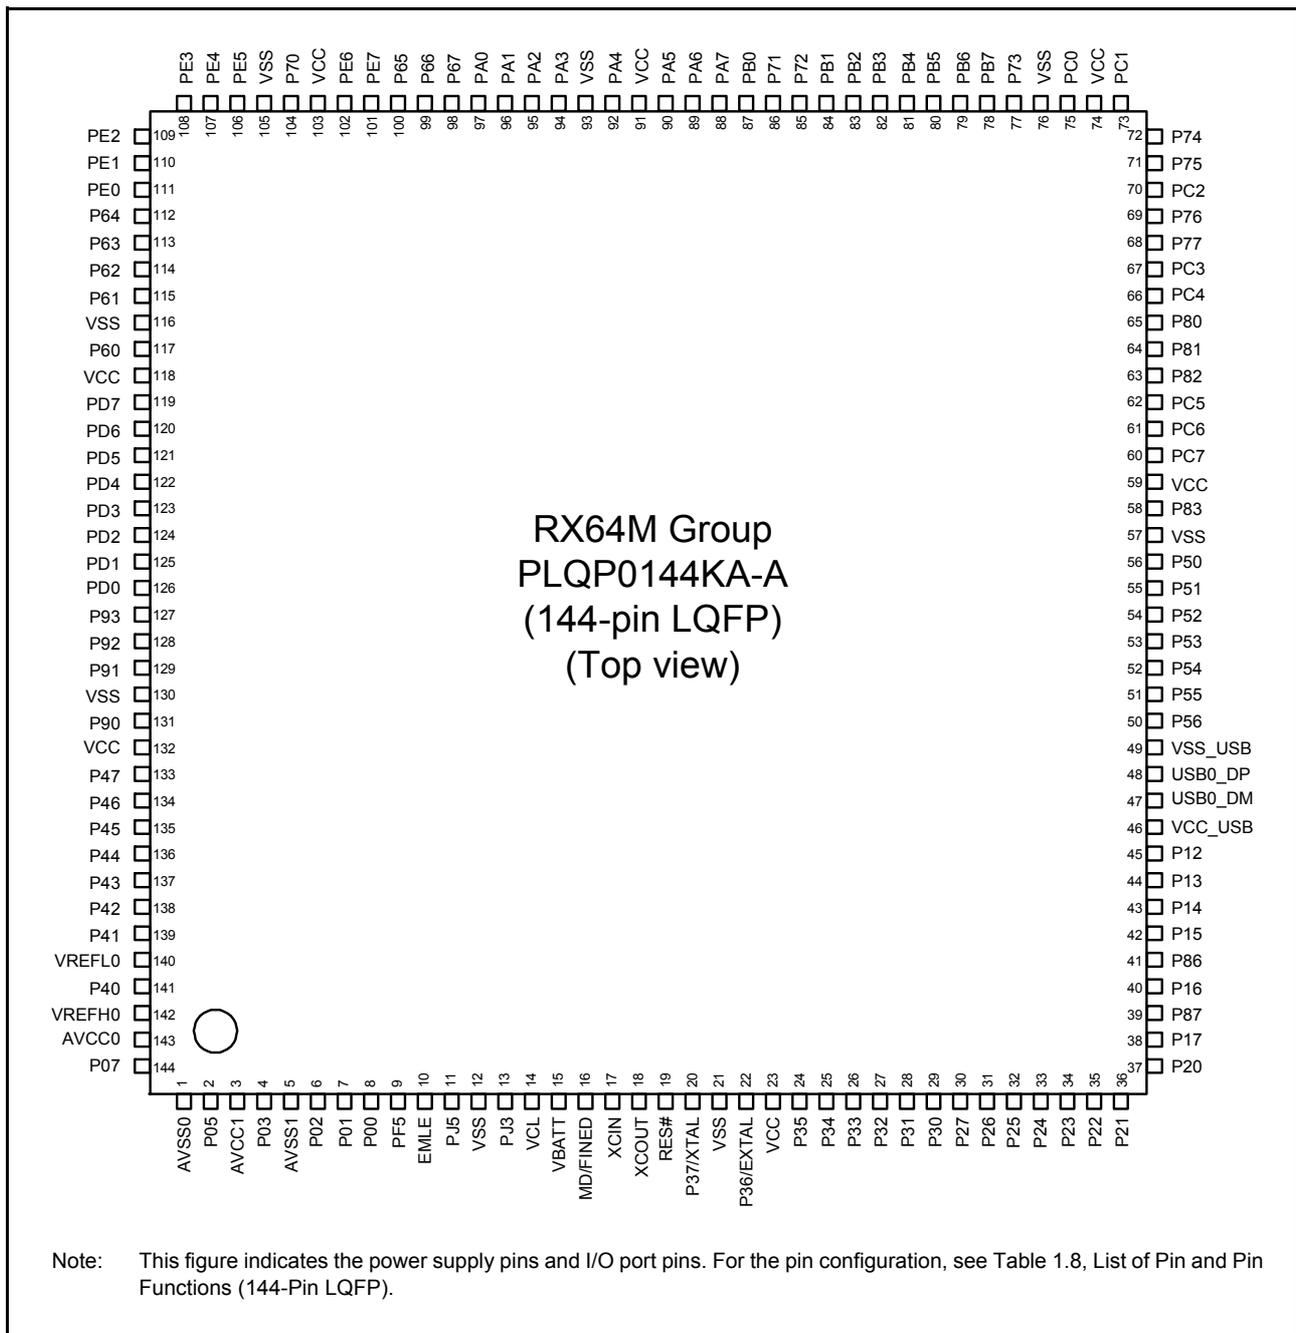 PE3 PE4 PE5 VSS P70 VCC PE6 PE7 P65 P66 P67 PA0 PA1 PA2 PA3 VSS PA4 VCC PA5 PA6 PA7 PB0 P71 P72 PB1 PB2 PB3 PB4 PB5 PB6 PB7 P73 VSS PC0 VCC PC1
108 107 106 105 104 103 102 101 100 99 98 97 96 95 94 93 92 91 90 89 88 87 86 85 84 83 82 81 80 79 78 77 76 75 74 73
PE2 109 72 P74
PE1 110 71 P75
PE0 111 70 PC2
P64 112 69 P76
P63 113 68 P77
P62 114 67 PC3
P61 115 66 PC4
VSS 116 65 P80
P60 117 64 P81
VCC 118 63 P82
PD7 119 62 PC5
PD6 120 61 PC6
PD5 121 60 PC7
PD4 122 59 VCC
PD3 123 58 P83
PD2 124 57 VSS
PD1 125 56 P50
PD0 126 55 P51
P93 127 54 P52
P92 128 53 P53
P91 129 52 P54
VSS 130 51 P55
P90 131 50 P56
VCC 132 49 VSS_USB
P47 133 48 USB0_DP
P46 134 47 USB0_DM
P45 135 46 VCC_USB
P44 136 45 P12
P43 137 44 P13
P42 138 43 P14
P41 139 42 P15
VREFL0 140 41 P86
P40 141 40 P16
VREFH0 142 39 P87
AVCC0 143 38 P17
P07 144 37 P20
RX64M Group
PLQP0144KA-A
(144-pin LQFP)
(Top view)
1 2 3 4 5 6 7 8 9 10 11 12 13 14 15 16 17 18 19 20 21 22 23 24 25 26 27 28 29 30 31 32 33 34 35 36
AVSS0 P05 AVCC1 P03 AVSS1 P02 P01 P00 PF5 EMLE PJ5 VSS PJ3 VCL VBATT MD/FINED XCIN XCOUT RES# P37/XTAL VSS P36/EXTAL VCC P35 P34 P33 P32 P31 P30 P27 P26 P25 P24 P23 P22 P21
Note: This figure indicates the power supply pins and I/O port pins. For the pin configuration, see Table 1.8, List of Pin and Pin
Functions (144-Pin LQFP).